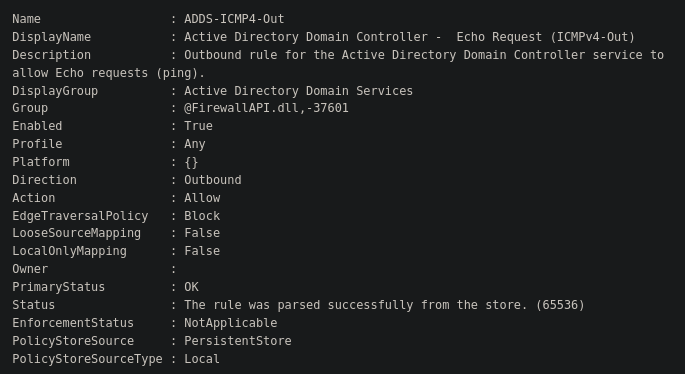 Name                  : ADDS-ICMP4-Out
DisplayName           : Active Directory Domain Controller -  Echo Request (ICMPv4-Out)
Description           : Outbound rule for the Active Directory Domain Controller service to
allow Echo requests (ping).
DisplayGroup          : Active Directory Domain Services
Group                 : @FirewallAPI.dll,-37601
Enabled               : True
Profile               : Any
Platform              : {}
Direction             : Outbound
Action                : Allow
EdgeTraversalPolicy   : Block
LooseSourceMapping    : False
LocalOnlyMapping      : False
Owner                 :
PrimaryStatus         : OK
Status                : The rule was parsed successfully from the store. (65536)
EnforcementStatus     : NotApplicable
PolicyStoreSource     : PersistentStore
PolicyStoreSourceType : Local